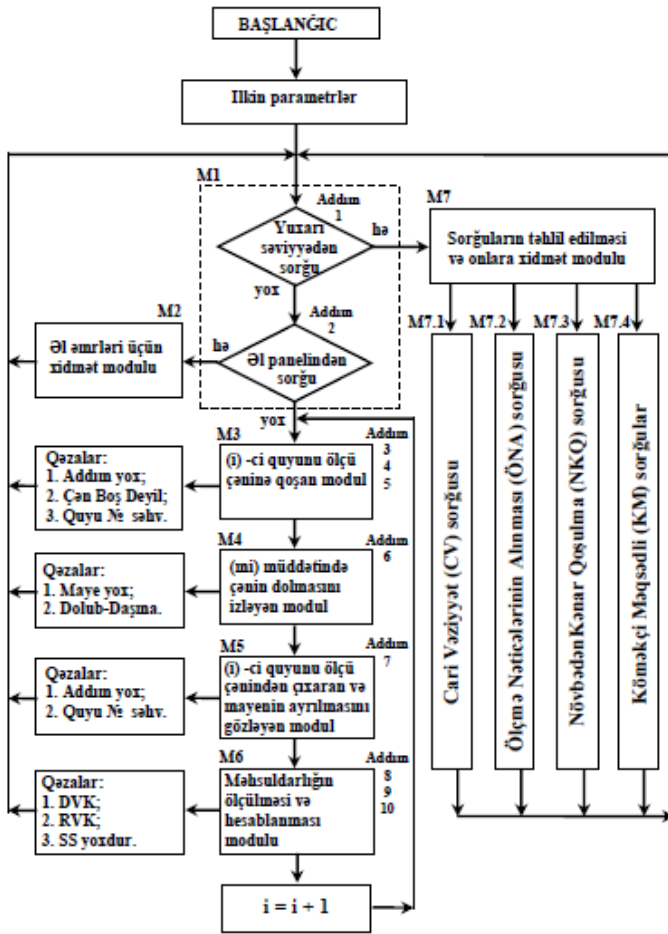 BAŞLANĞIC
Ilkin parametrlər
M1
Addım
1
Yuxarı
səviyyədən
sorğu
hə
yox
M7
Sorğuların təhlil edilməsi
və onlara xidmət modulu
M2
Əl əmrləri üçün
xidmət modulu
hə
Addım
2
Əl panelindən
sorğu
yox
M7.1
M7.2
M7.3
M7.4
Cari Vəziyyət (CV) sorğusu
Ölçmə Nəticələrinin Alınması (ÖNA) sorğusu
Növbədən Kənar Qoşulma (NKQ) sorğusu
Köməkçi Məqsədli (KM) sorğular
M3
Addım
3
4
5
(i) -ci quyunu ölçü
çəninə qoşan modul
Qəzalar:
1. Addım yox;
2. Çən Boş Deyil;
3. Quyu № səhv.
M4
Addım
6
(mi) müddətində
çənin dolmasını
izləyən modul
Qəzalar:
1. Maye yox;
2. Dolub-Daşma.
M5
Addım
7
(i) -ci quyunu ölçü
çənindən çıxaran və
mayenin ayrılmasını
gözləyən modul
Qəzalar:
1. Addım yox;
2. Quyu № səhv.
M6
Addım
8
9
10
Məhsuldarlığın
ölçülməsi və
hesablanması
modulu
Qəzalar:
1. DVK;
2. RVK;
3. SS yoxdur.
i = i + 1